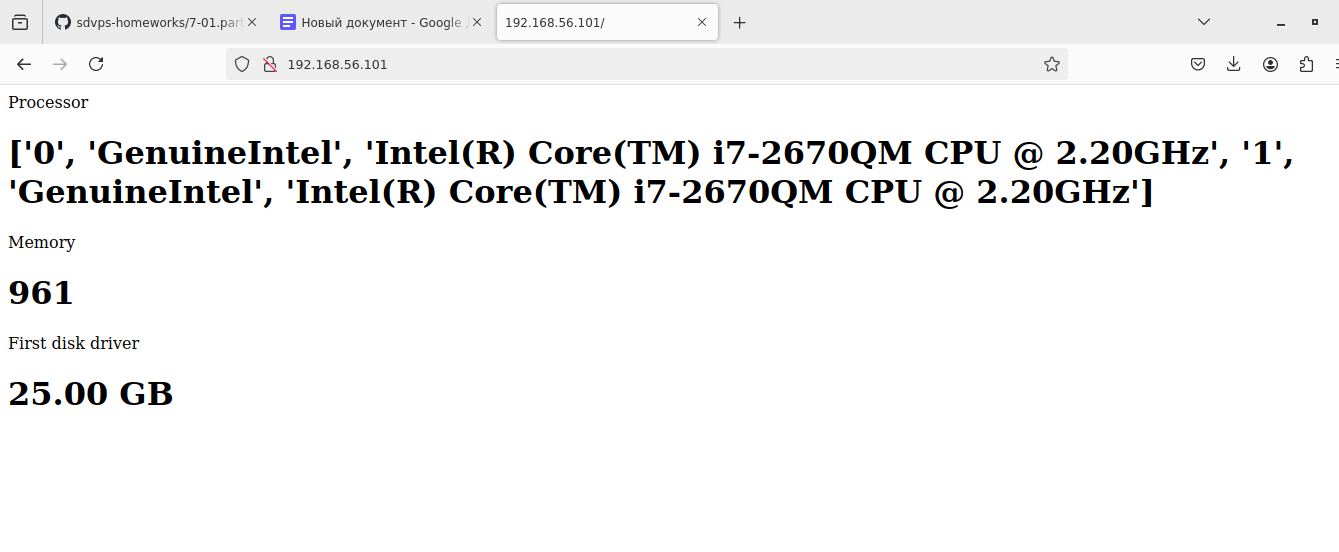 sdvps-homeworks/7-01.part
Новый документ - Google
192.168.56.101/
192.168.56.101
Processor
['0', 'GenuineIntel', 'Intel(R) Core(TM) i7-2670QM CPU @ 2.20GHz', '1',
'GenuineIntel', 'Intel(R) Core(TM) i7-2670QM CPU @ 2.20GHz']
Memory
961
First disk driver
25.00 GB